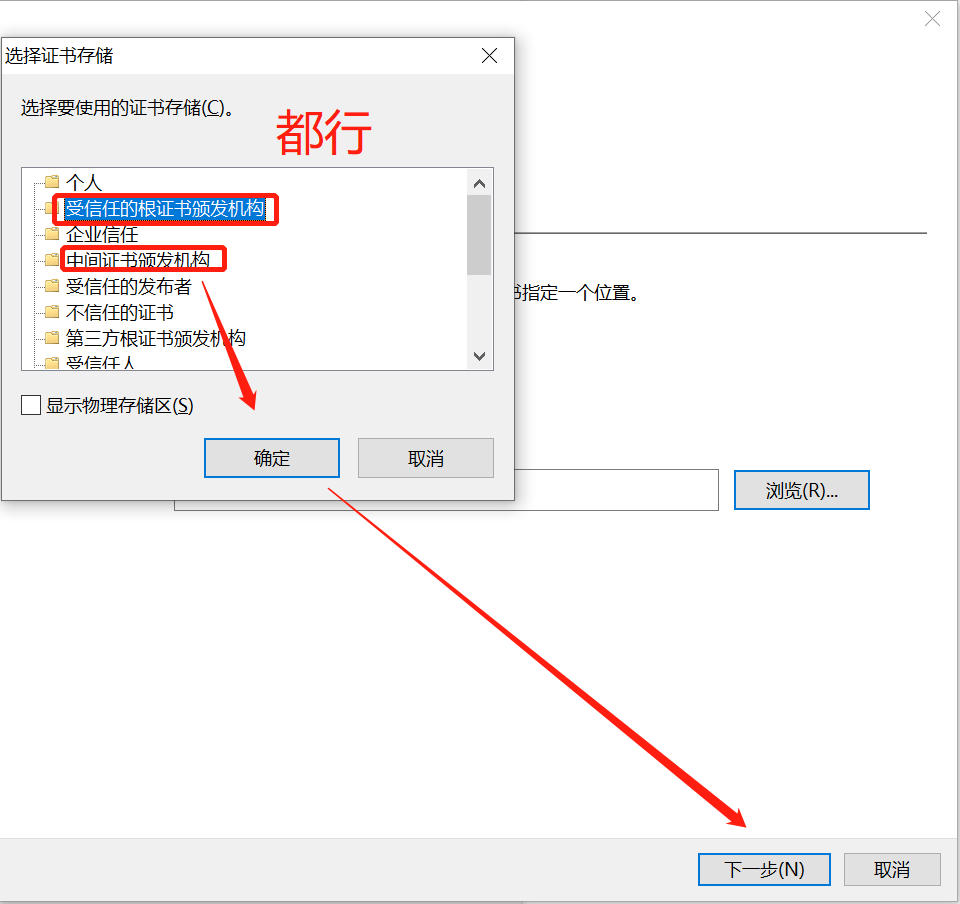 选择证书存储
选择要使用的证书存储(C)。
都行
个人
受信任的根证书颁发机构
企业信任
中间证书颁发机构
受信任的发布者
不信任的证书
第三方根证书颁发机构
受信任人
显示物理存储区(S)
确定
取消
书指定一个位置。
浏览(R)...
下一步(N)
取消